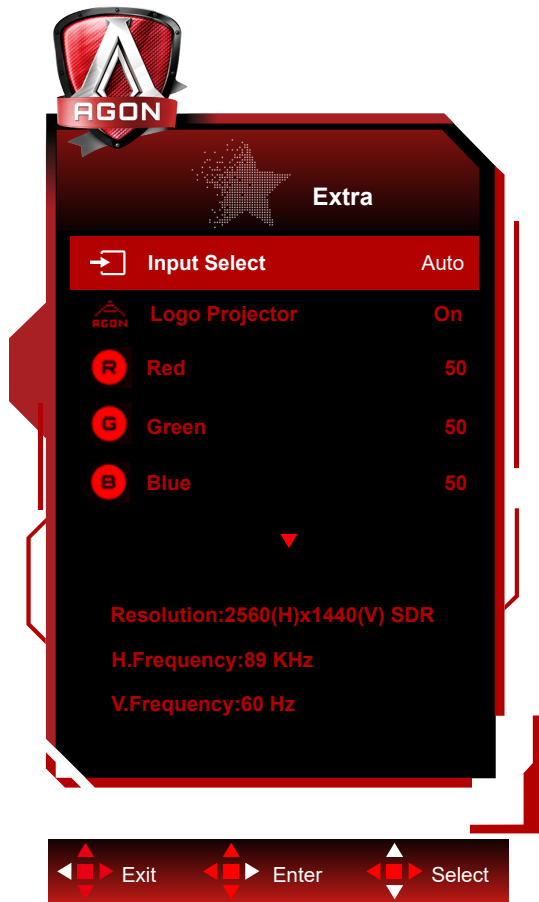 AGON
Extra
Input Select Auto
AGON Logo Projector On
R Red 50
G Green 50
B Blue 50
Resolution:2560(H)x1440(V) SDR
H.Frequency:89 KHz
V.Frequency:60 Hz
Exit Enter Select